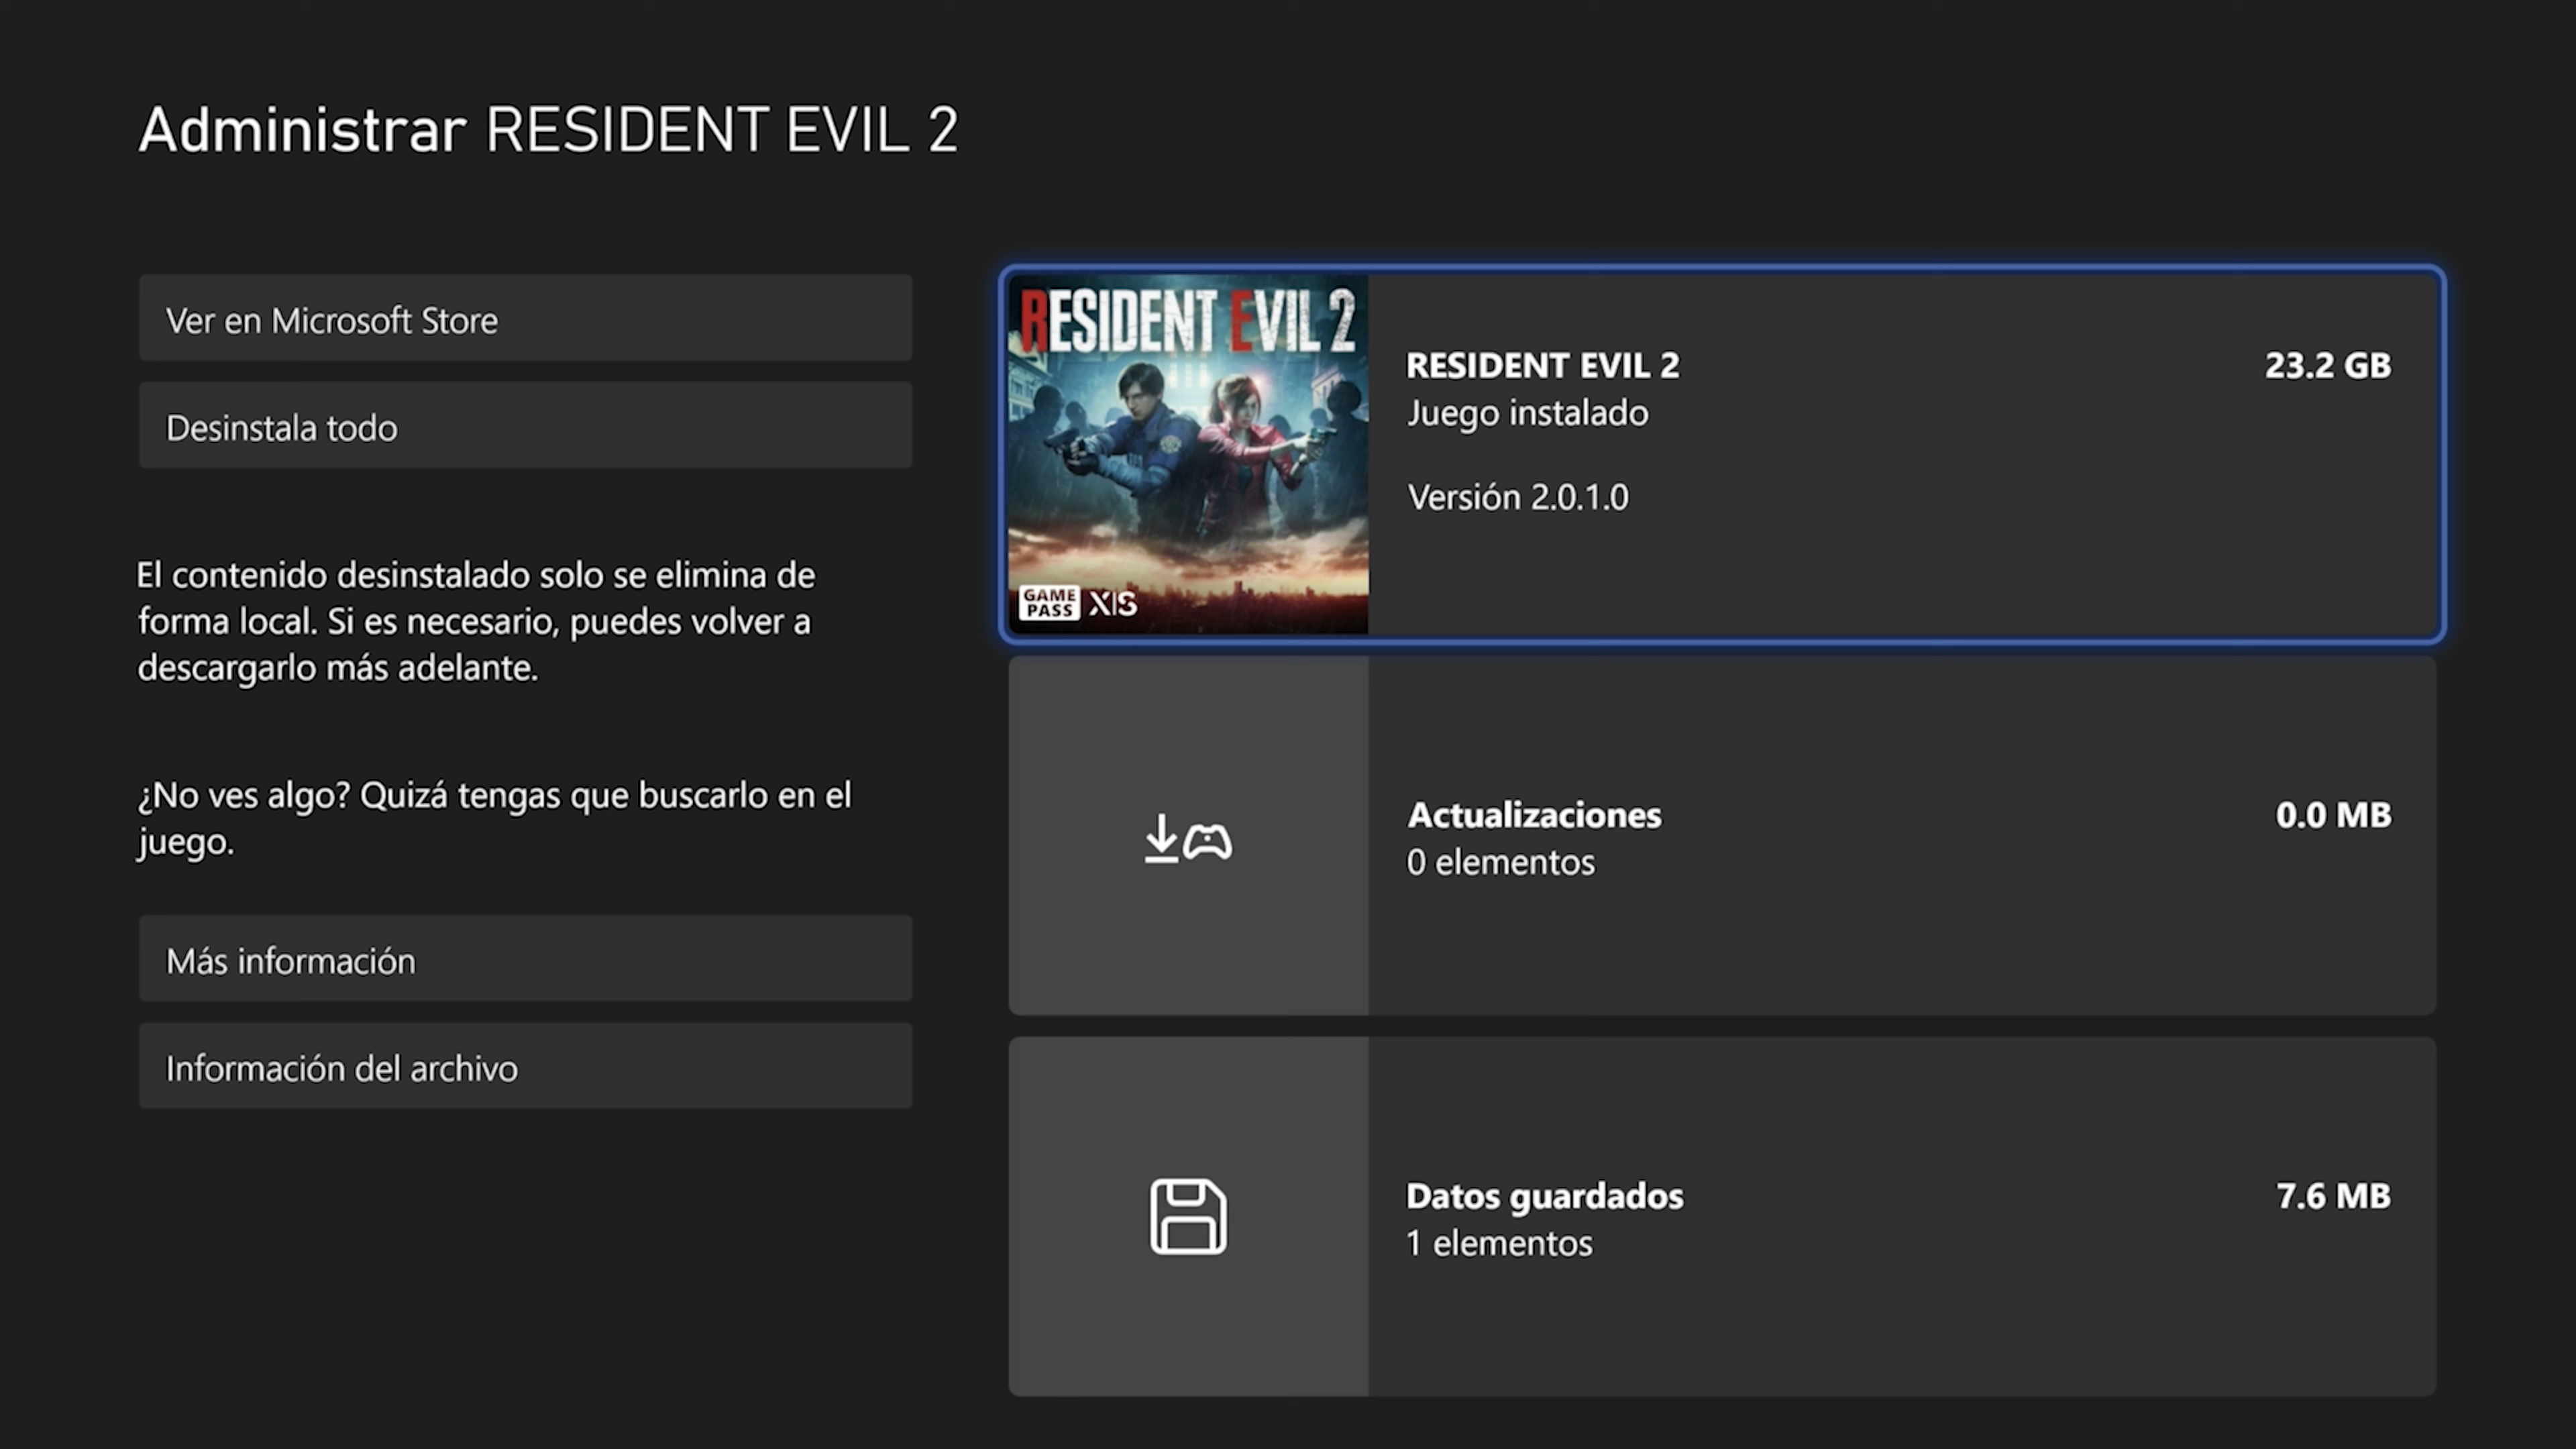 Administrar RESIDENT EVIL 2
Ver en Microsoft Store
Desinstala todo
El contenido desinstalado solo se elimina de
forma local. Si es necesario, puedes volver a
descargarlo más adelante.
¿No ves algo? Quizá tengas que buscarlo en el
juego.
Más información
Información del archivo
RESIDENT EVIL 2
GAME
PASS X|S
RESIDENT EVIL 2 23.2 GB
Juego instalado
Versión 2.0.1.0
Actualizaciones 0.0 MB
0 elementos
Datos guardados 7.6 MB
1 elementos